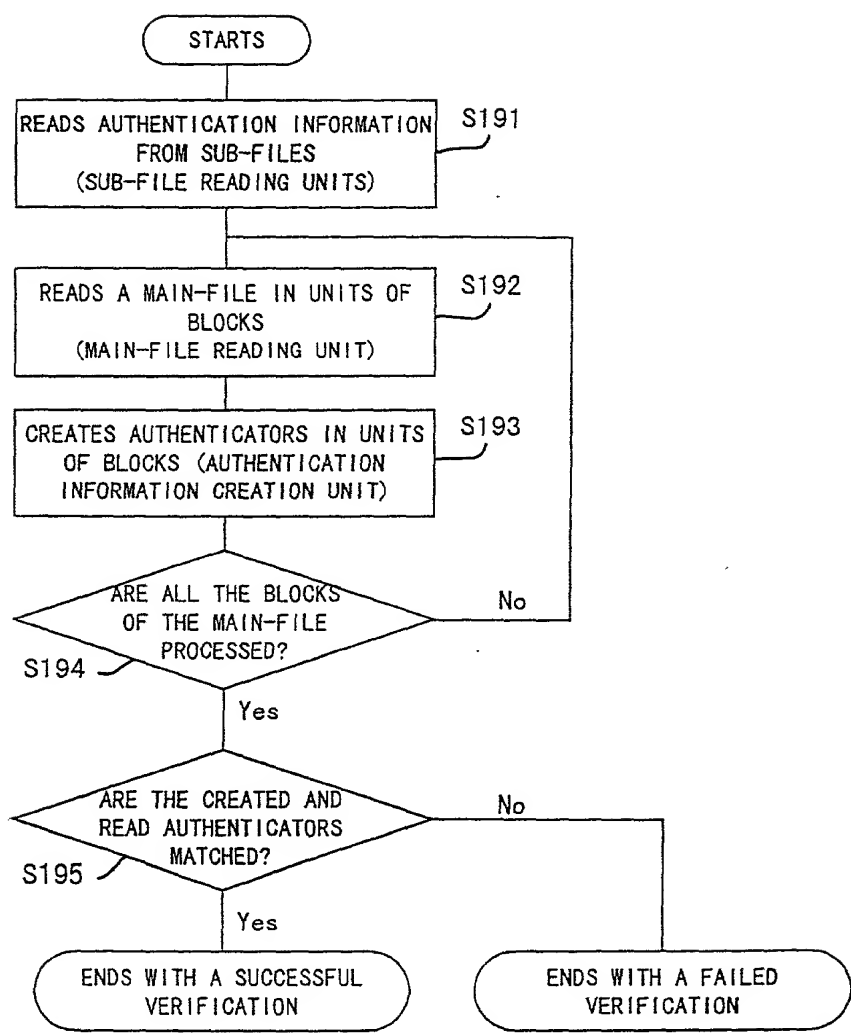 STARTS
READS AUTHENTICATION INFORMATION
FROM SUB-FILES
(SUB-FILE READING UNITS)
S191
READS A MAIN-FILE IN UNITS OF
BLOCKS
(MAIN-FILE READING UNIT)
S192
CREATES AUTHENTICATORS IN UNITS
OF BLOCKS (AUTHENTICATION
INFORMATION CREATION UNIT)
S193
ARE ALL THE BLOCKS
OF THE MAIN-FILE
PROCESSED?
No
S194
Yes
ARE THE CREATED AND
READ AUTHENTICATORS
MATCHED?
No
S195
Yes
ENDS WITH A SUCCESSFUL
VERIFICATION
ENDS WITH A FAILED
VERIFICATION